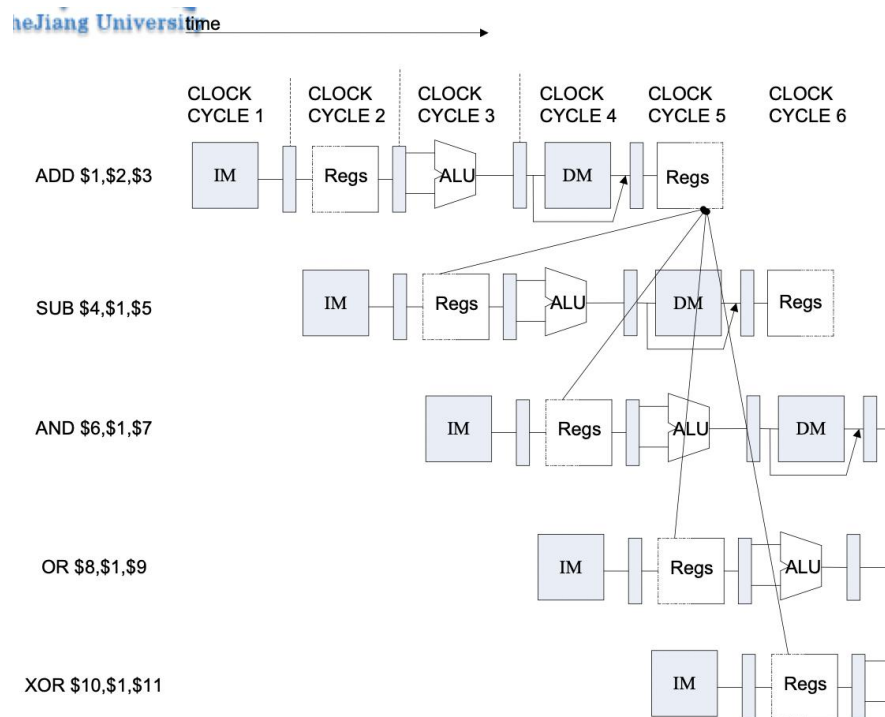 heJiang University
time
CLOCK CYCLE 1
CLOCK CYCLE 2
CLOCK CYCLE 3
CLOCK CYCLE 4
CLOCK CYCLE 5
CLOCK CYCLE 6
ADD $1,$2,$3
IM
Regs
ALU
DM
Regs
SUB $4,$1,$5
IM
Regs
ALU
DM
Regs
AND $6,$1,$7
IM
Regs
ALU
DM
OR $8,$1,$9
IM
Regs
ALU
XOR $10,$1,$11
IM
Regs